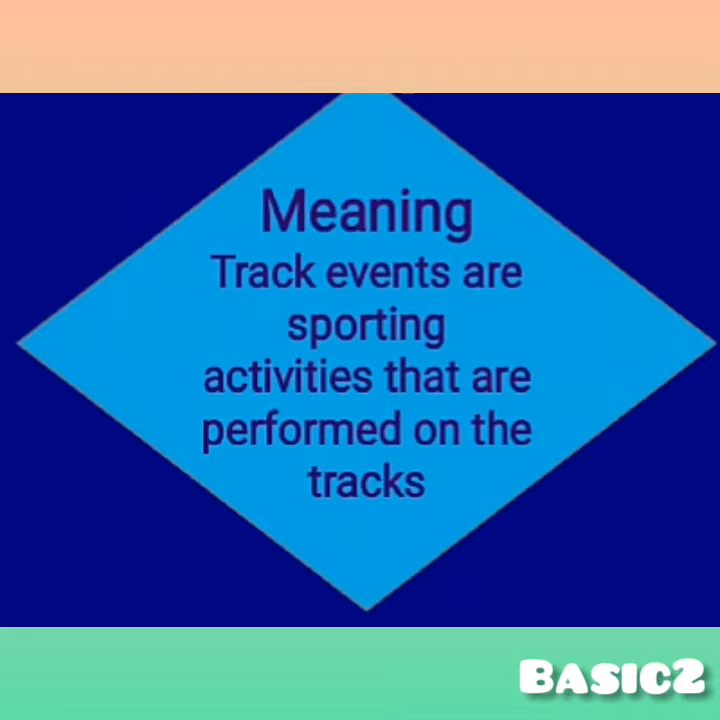 Meaning
Track events are
sporting
activities that are
performed on the
tracks
Basic2